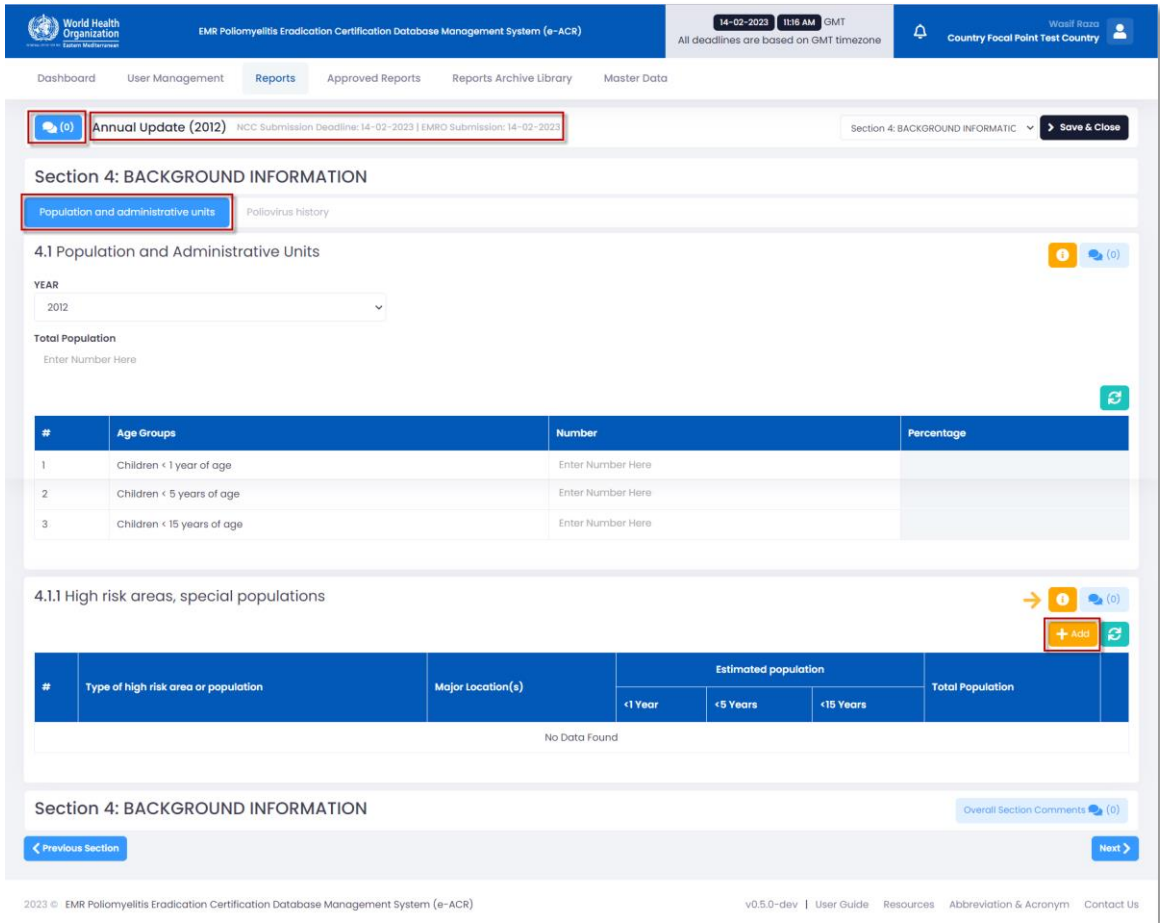 World Health
Organization
Eastern Mediterranean
EMR Poliomyelitis Eradication Certification Database Management System (e-ACR)
14-02-2023 11:16 AM GMT
All deadlines are based on GMT timezone
Wasif Raza
Country Focal Point Test Country
Dashboard User Management Reports Approved Reports Reports Archive Library Master Data
(0) Annual Update (2012) NCC Submission Deadline: 14-02-2023 | EMRO Submission: 14-02-2023 Section 4: BACKGROUND INFORMATIC Save & Close
Section 4: BACKGROUND INFORMATION
Population and administrative units Poliovirus history
4.1 Population and Administrative Units (0)
YEAR
2012
Total Population
Enter Number Here
# Age Groups Number Percentage
1 Children < 1 year of age Enter Number Here
2 Children < 5 years of age Enter Number Here
3 Children < 15 years of age Enter Number Here
4.1.1 High risk areas, special populations (0)
+ Add
# Type of high risk area or population Major Location(s) Estimated population Total Population
<1 Year <5 Years <15 Years
No Data Found
Section 4: BACKGROUND INFORMATION Overall Section Comments (0)
Previous Section Next
2023 © EMR Poliomyelitis Eradication Certification Database Management System (e-ACR) v0.5.0-dev | User Guide Resources Abbreviation & Acronym Contact Us